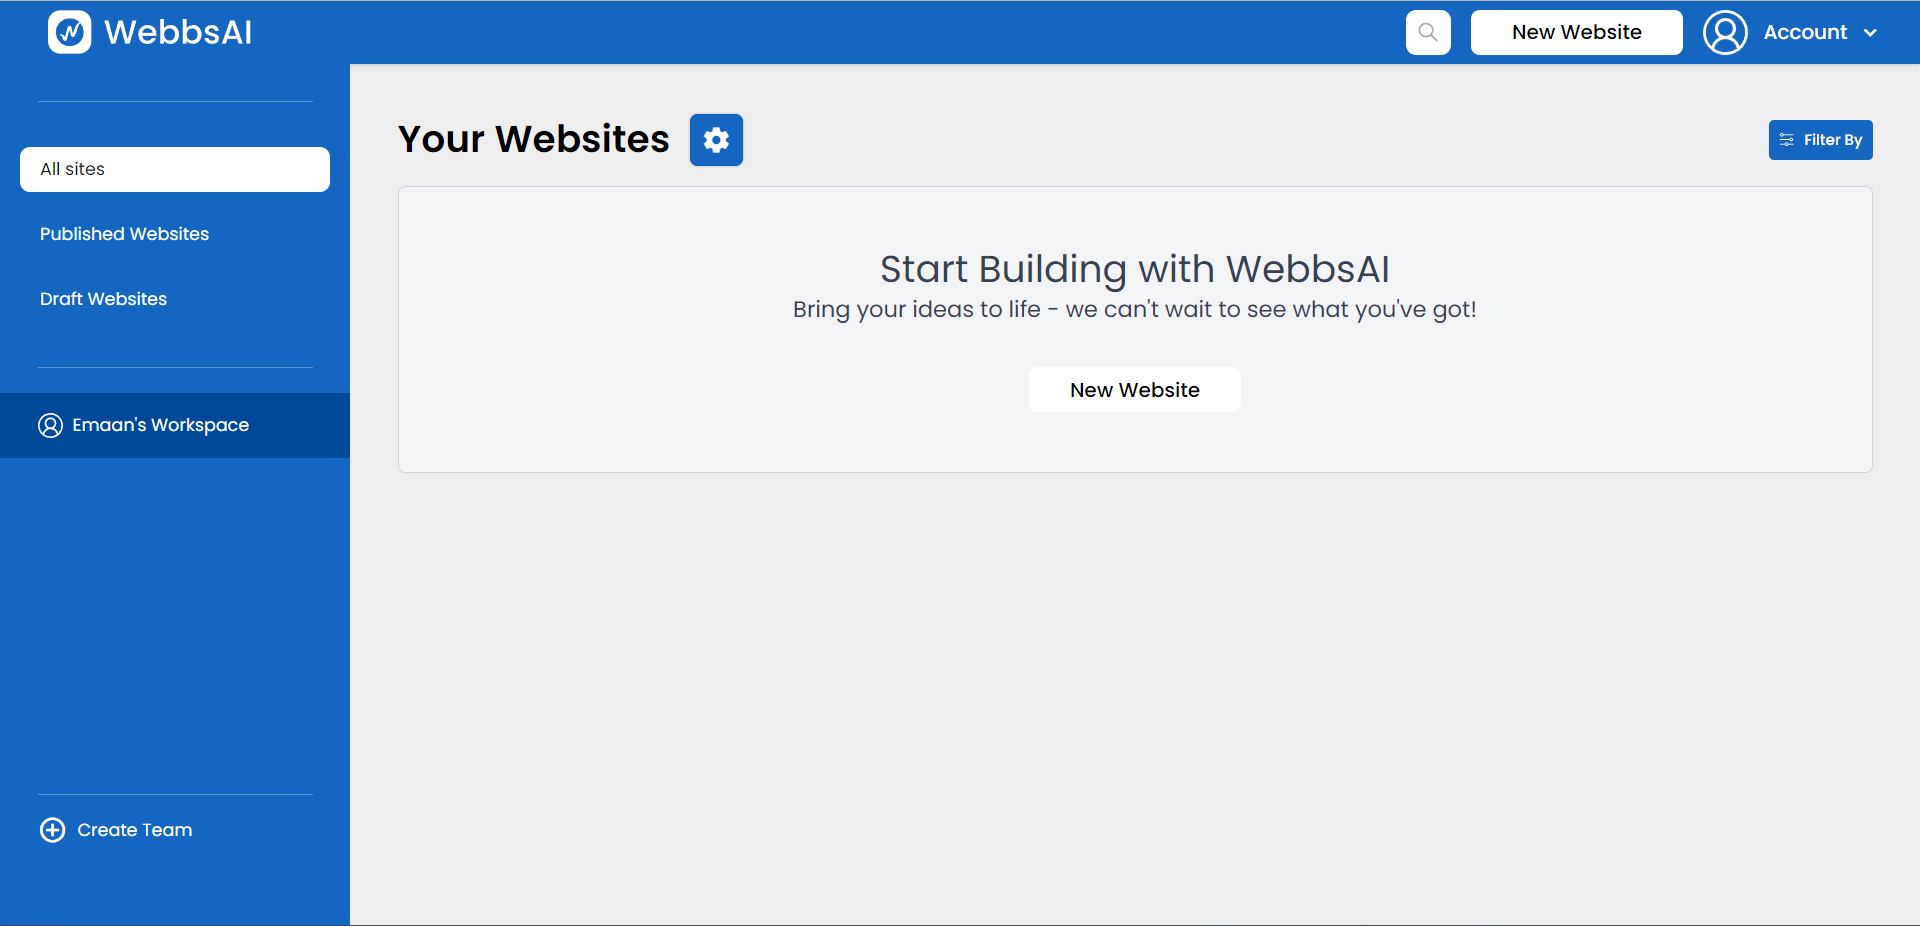 WebbsAI
New Website
Account
All sites
Published Websites
Draft Websites
Emaan's Workspace
Create Team
Your Websites
Filter By
Start Building with WebbsAI
Bring your ideas to life - we can't wait to see what you've got!
New Website